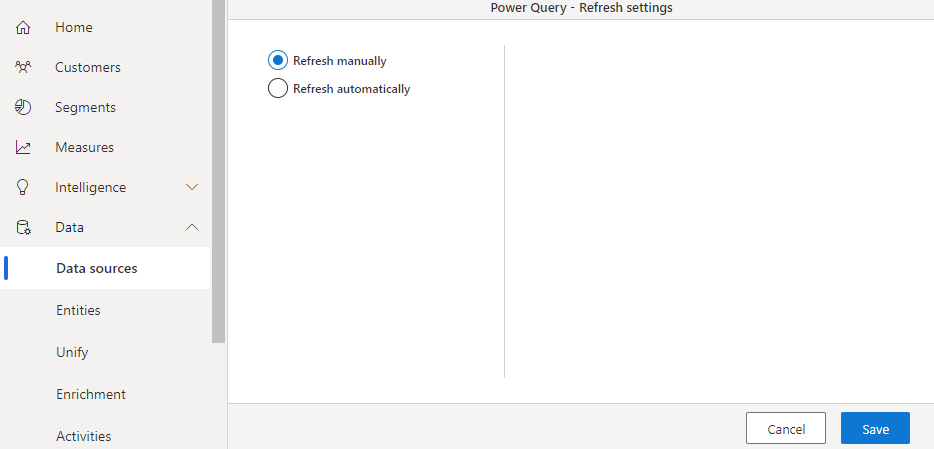 Power Query - Refresh settings
Home
Customers
Segments
Measures
Intelligence
Data
Data sources
Entities
Unify
Enrichment
Activities
Refresh manually
Refresh automatically
Cancel
Save